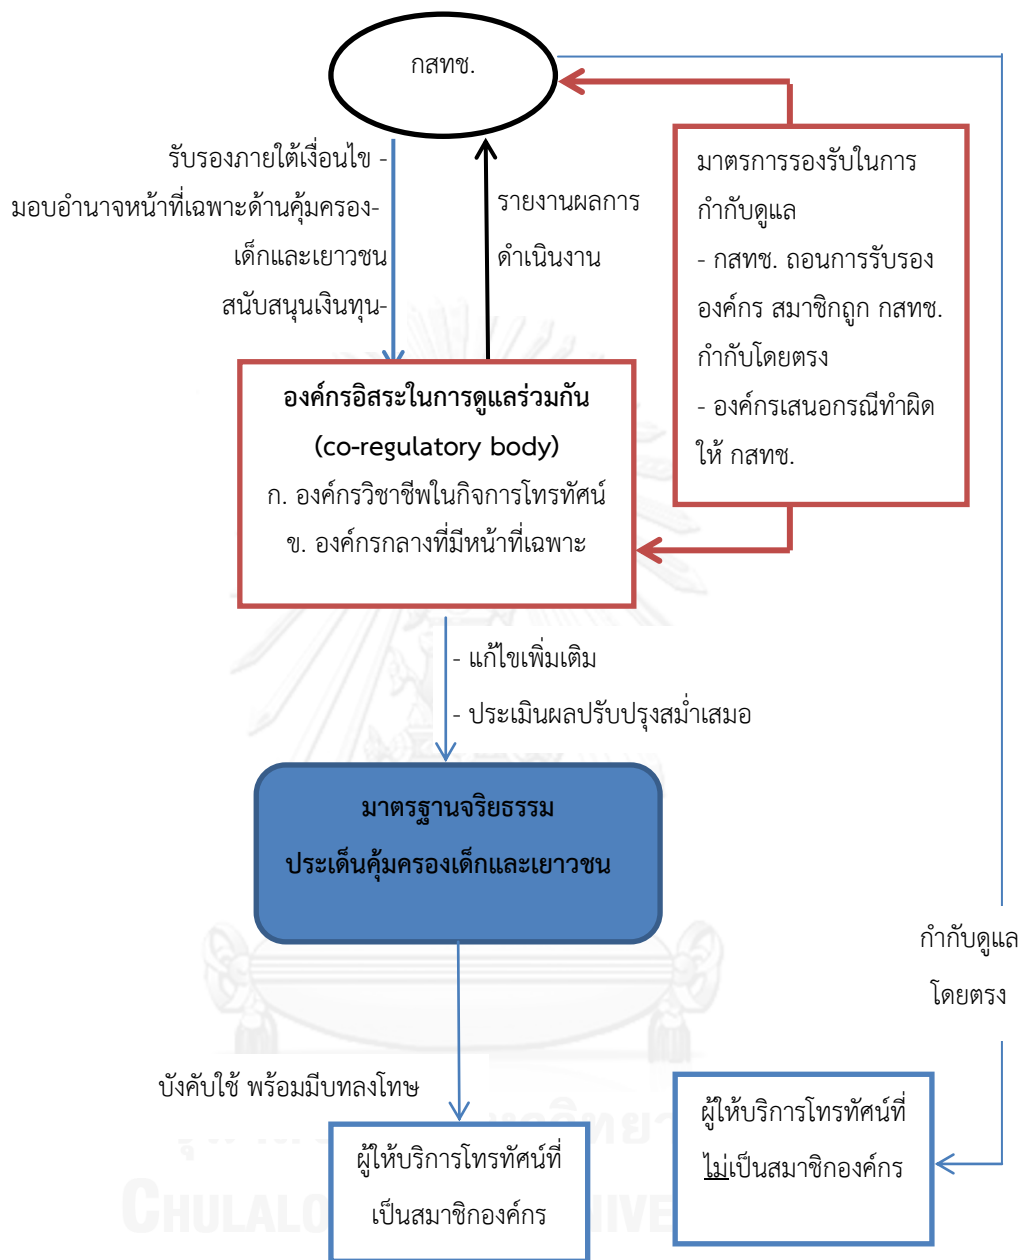 กสทช.
รับรองภายใต้เงื่อนไข -
มอบอำนาจหน้าที่เฉพาะด้านคุ้มครอง-
เด็กและเยาวชน
สนับสนุนเงินทุน-
รายงานผลการ
ดำเนินงาน
มาตรการรองรับในการ
กำกับดูแล
- กสทช. ถอนการรับรอง
องค์กร สมาชิกถูก กสทช.
กำกับโดยตรง
- องค์กรเสนอกรณีทำผิด
ให้ กสทช.
องค์กรอิสระในการดูแลร่วมกัน
(co-regulatory body)
ก. องค์กรวิชาชีพในกิจการโทรทัศน์
ข. องค์กรกลางที่มีหน้าที่เฉพาะ
- แก้ไขเพิ่มเติม
- ประเมินผลปรับปรุงสม่ำเสมอ
มาตรฐานจริยธรรม
ประเด็นคุ้มครองเด็กและเยาวชน
กำกับดูแล
โดยตรง
บังคับใช้ พร้อมมีบทลงโทษ
ผู้ให้บริการโทรทัศน์ที่
เป็นสมาชิกองค์กร
ผู้ให้บริการโทรทัศน์ที่
ไม่เป็นสมาชิกองค์กร